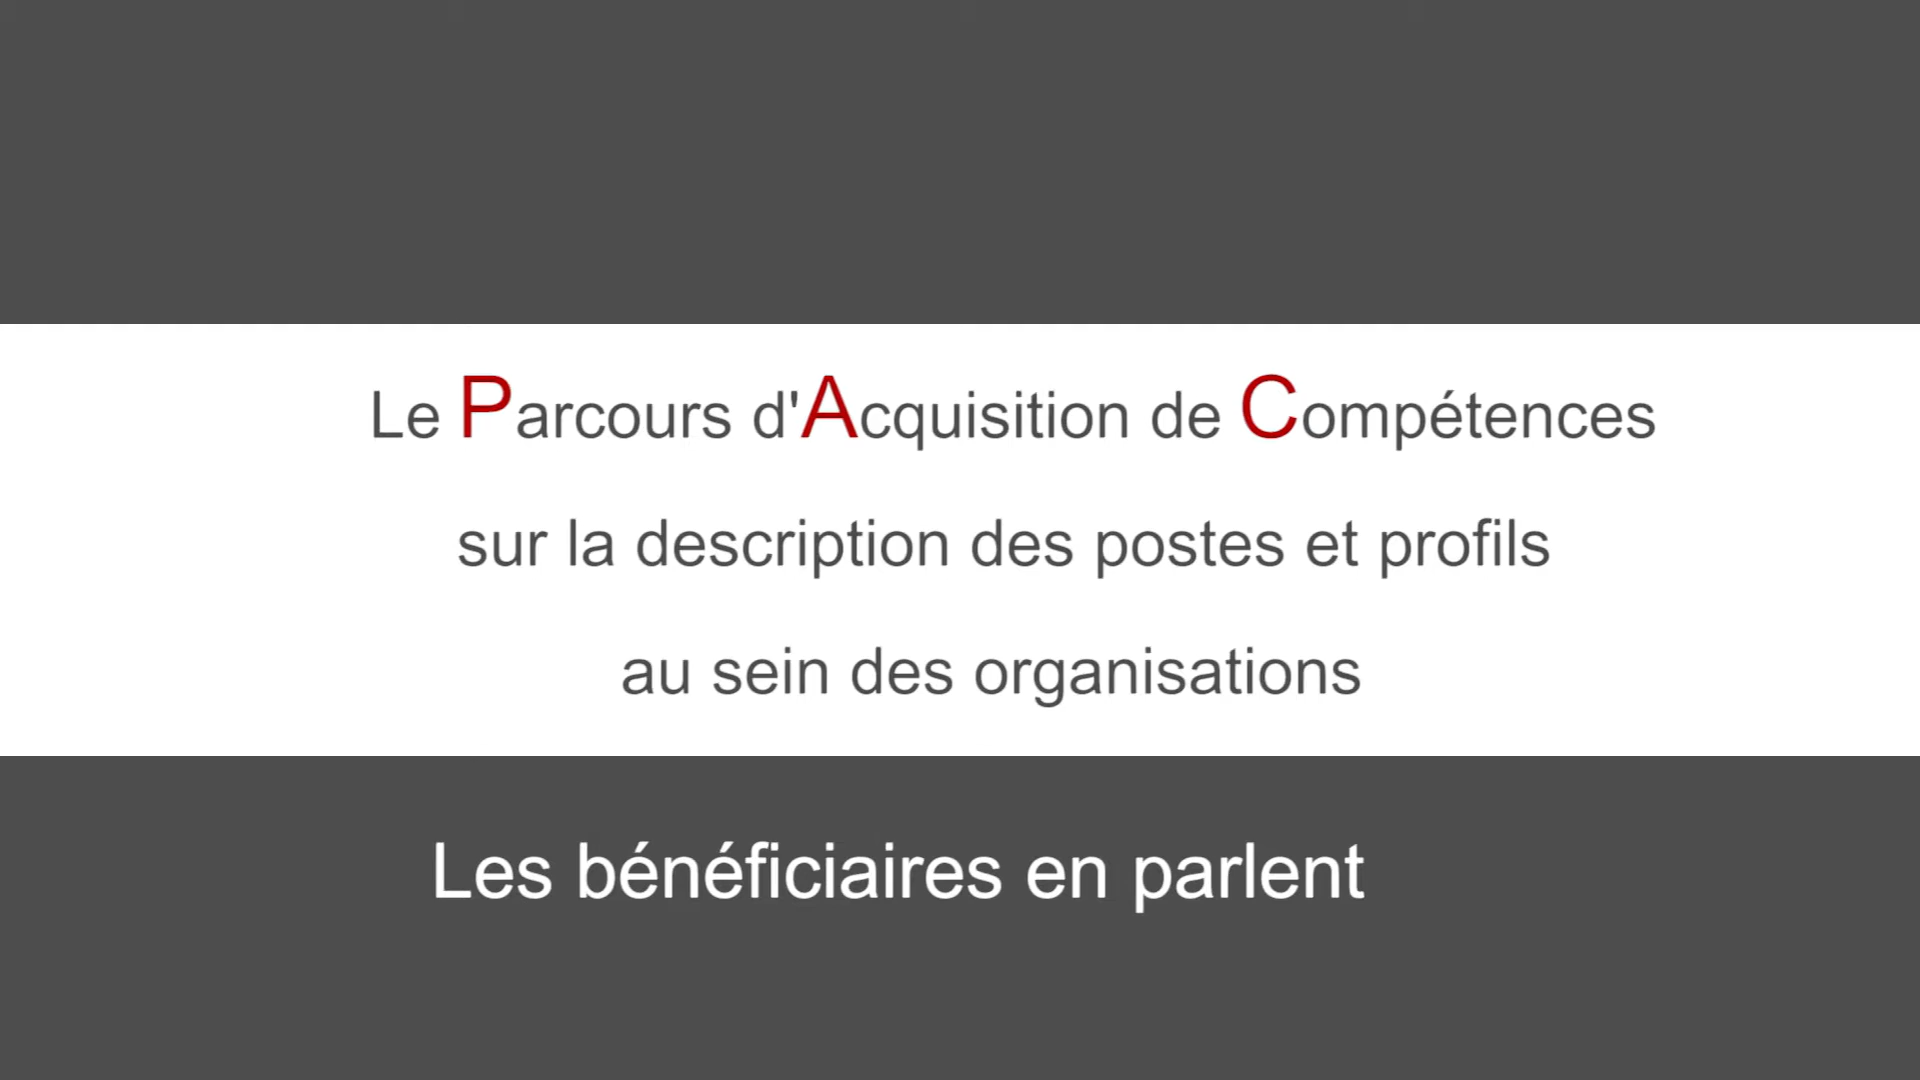 Le Parcours d'Acquisition de Compétences
sur la description des postes et profils
au sein des organisations
Les bénéficiaires en parlent